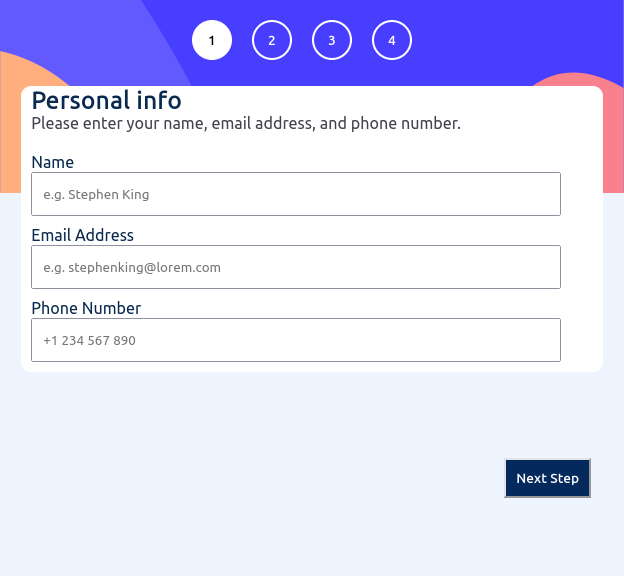 1 2 3 4
Personal info
Please enter your name, email address, and phone number.
Name
e.g. Stephen King
Email Address
e.g. stephenking@lorem.com
Phone Number
+1 234 567 890
Next Step